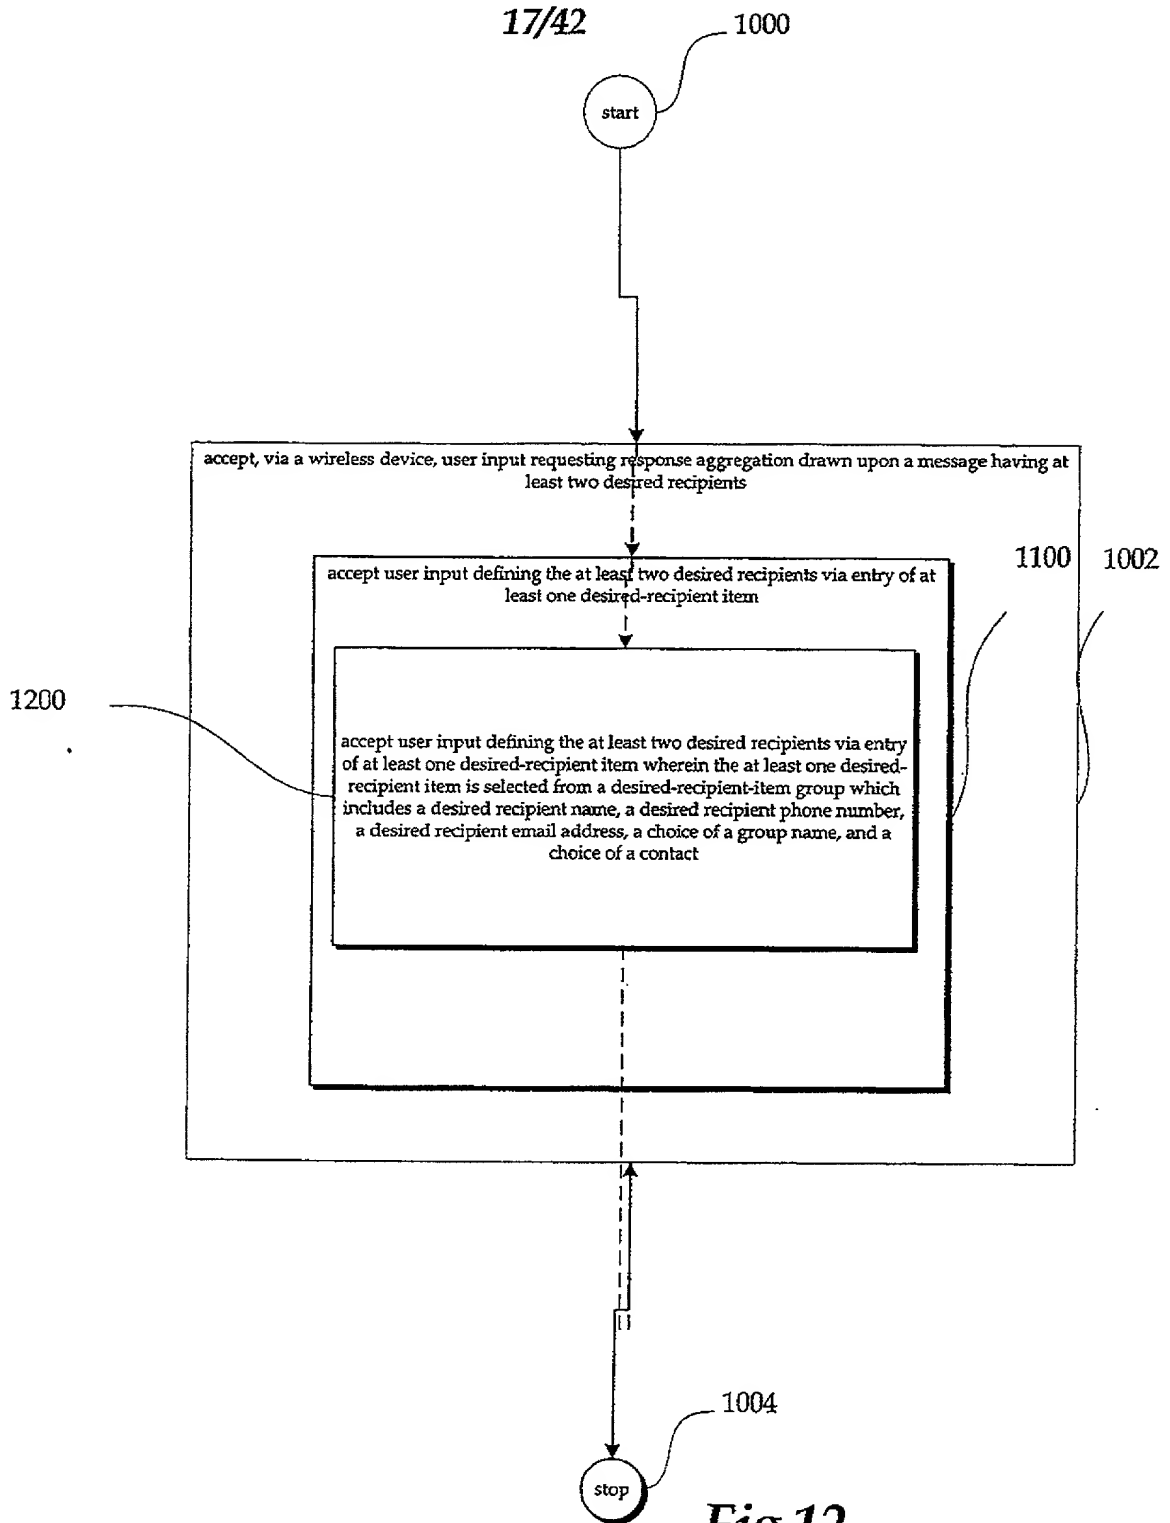 17/42
1000
start
accept, via a wireless device, user input requesting response aggregation drawn upon a message having at
least two desired recipients
1100
1002
accept user input defining the at least two desired recipients via entry of at
least one desired-recipient item
1200
accept user input defining the at least two desired recipients via entry
of at least one desired-recipient item wherein the at least one desired-
recipient item is selected from a desired-recipient-item group which
includes a desired recipient name, a desired recipient phone number,
a desired recipient email address, a choice of a group name, and a
choice of a contact
1004
stop
Fig.12